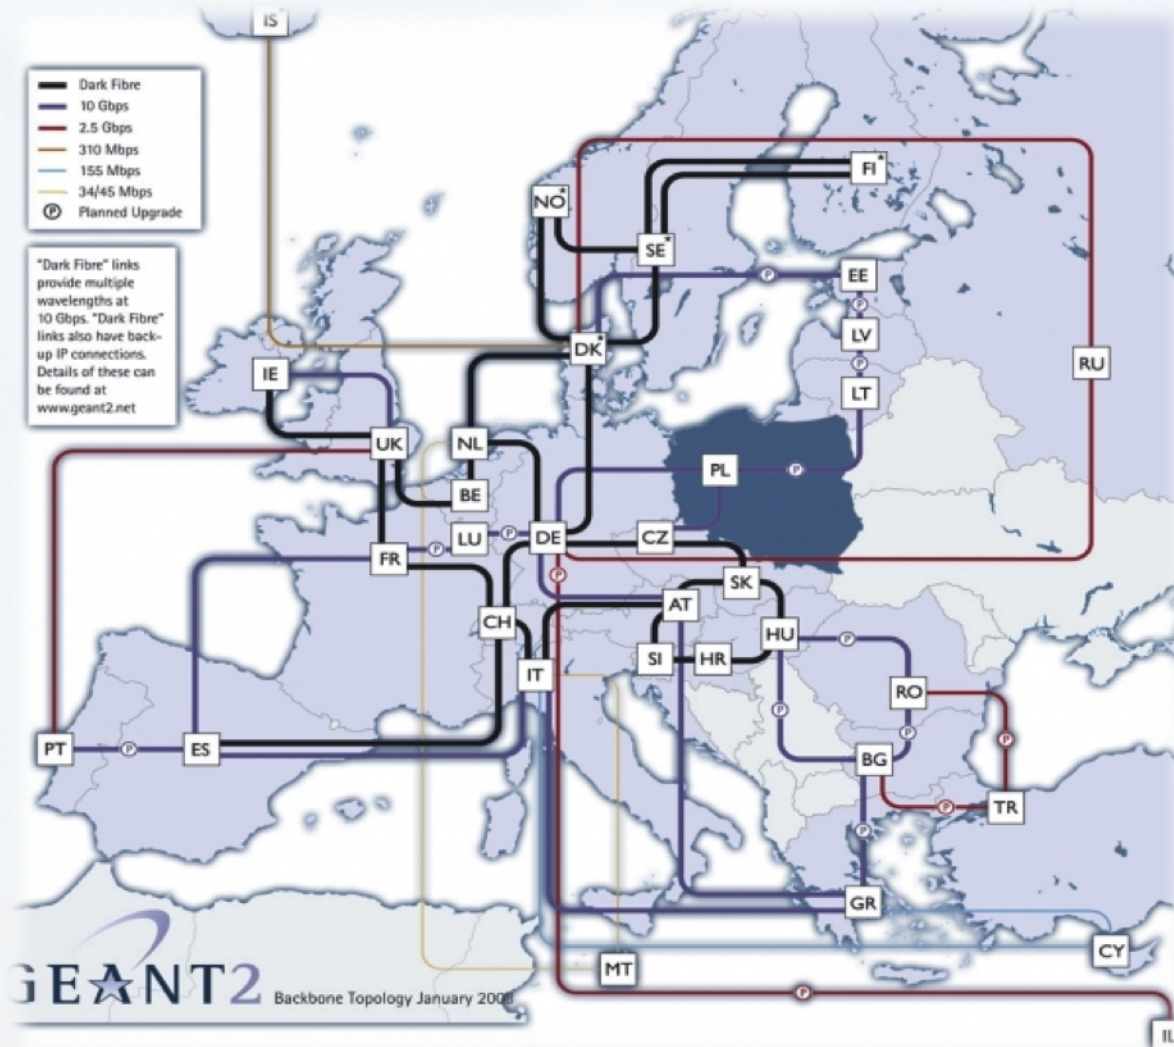 IS*
Dark Fibre
10 Gbps
2.5 Gbps
310 Mbps
155 Mbps
34/45 Mbps
P Planned Upgrade
"Dark Fibre" links
provide multiple
wavelengths at
10 Gbps. "Dark Fibre"
links also have back-
up IP connections.
Details of these can
be found at
www.geant2.net
FI*
NO*
SE*
P
EE
P
LV
DK*
P
RU
IE
LT
UK
NL
PL
P
BE
LU
P
DE
CZ
FR
P
P
SK
AT
CH
HU
P
SI
HR
IT
RO
P
P
P
PT
P
ES
BG
P
TR
P
GR
CY
MT
P
GEANT2
Backbone Topology January 2008